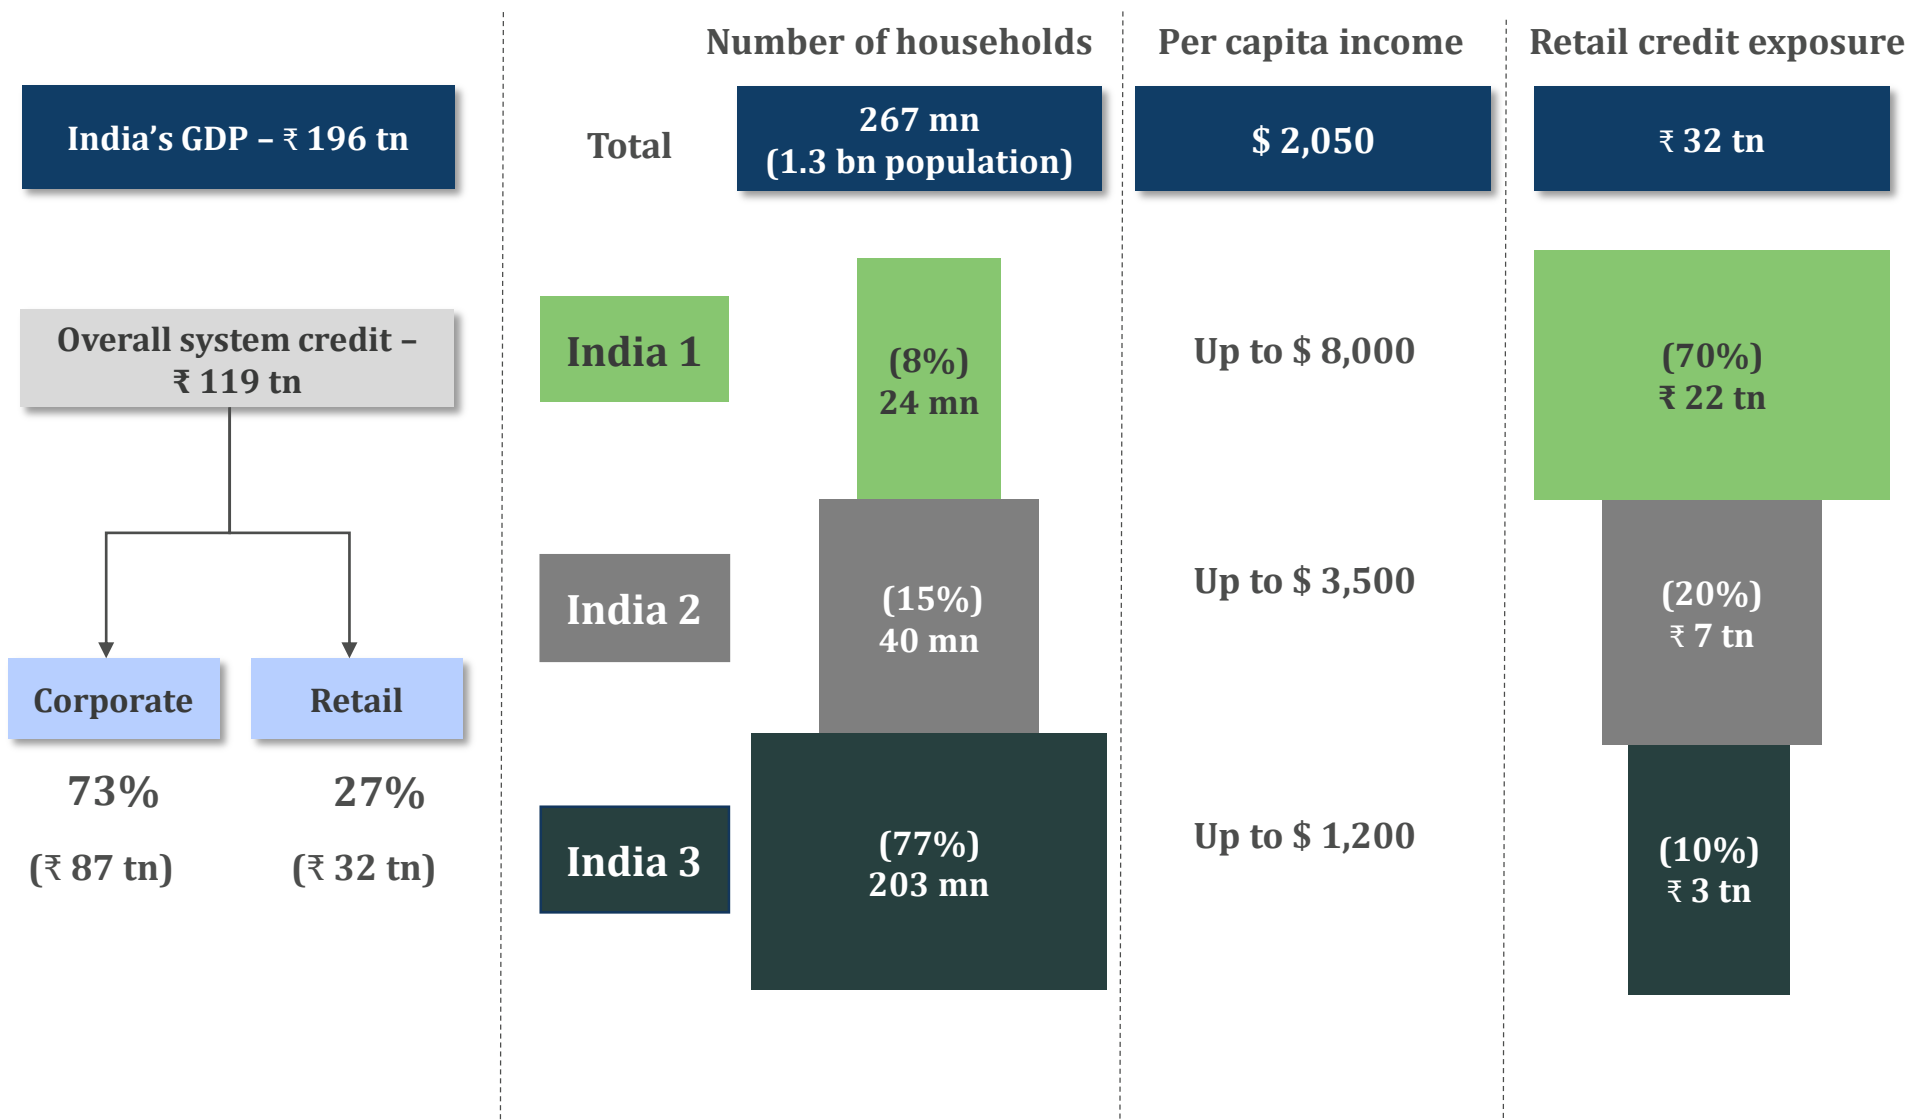 Number of households
Per capita income
Retail credit exposure
India’s GDP – ₹ 196 tn
Total
267 mn
(1.3 bn population)
$ 2,050
₹ 32 tn
Overall system credit –
₹ 119 tn
India 1
(8%)
24 mn
Up to $ 8,000
(70%)
₹ 22 tn
India 2
(15%)
40 mn
Up to $ 3,500
(20%)
₹ 7 tn
Corporate
Retail
73%
27%
(₹ 87 tn)
(₹ 32 tn)
India 3
(77%)
203 mn
Up to $ 1,200
(10%)
₹ 3 tn